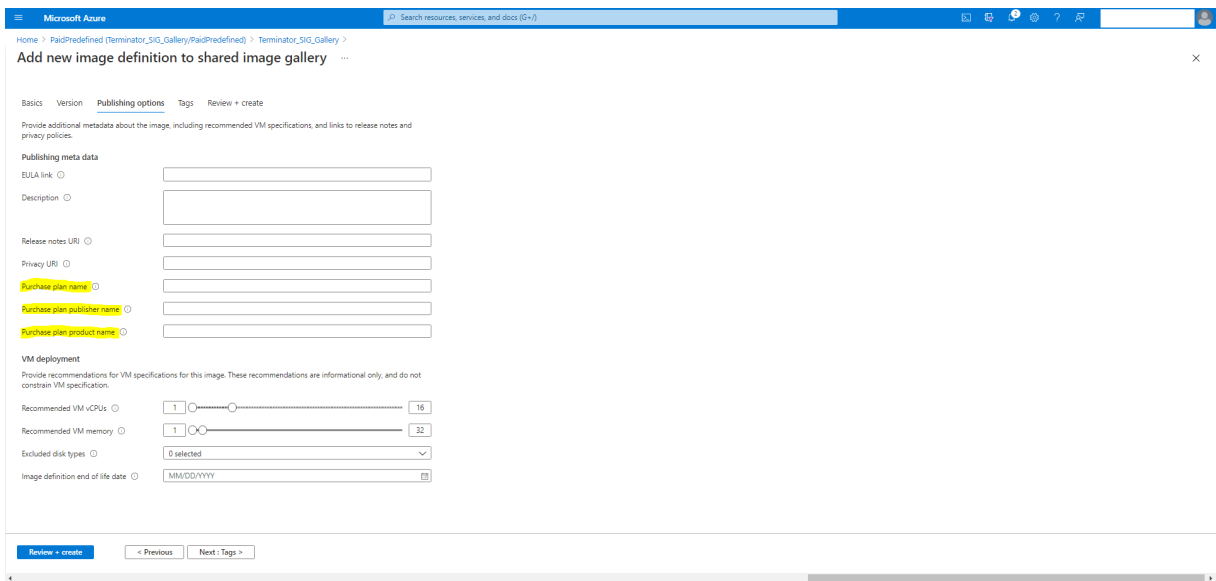 Microsoft Azure
Search resources, services, and docs (G+/)
2
Home > PaidPredefined (Terminator_SIG_Gallery/PaidPredefined) > Terminator_SIG_Gallery >
Add new image definition to shared image gallery ...
Basics Version Publishing options Tags Review + create
Provide additional metadata about the image, including recommended VM specifications, and links to release notes and
privacy policies.
Publishing meta data
EULA link
Description
Release notes URI
Privacy URI
Purchase plan name
Purchase plan publisher name
Purchase plan product name
VM deployment
Provide recommendations for VM specifications for this image. These recommendations are informational only, and do not
constrain VM specification.
Recommended VM vCPUs 1 16
Recommended VM memory 1 32
Excluded disk types 0 selected
Image definition end of life date MM/DD/YYYY
Review + create < Previous Next : Tags >